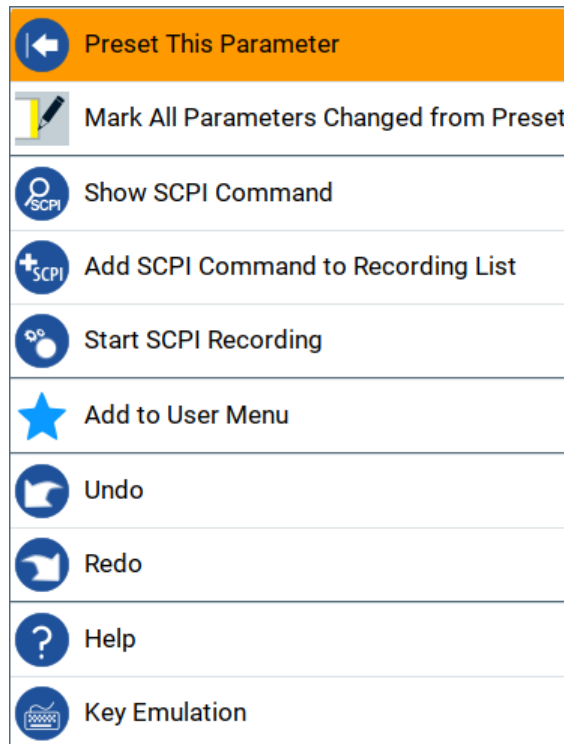 Preset This Parameter
Mark All Parameters Changed from Preset
SCPI
Show SCPI Command
+SCPI
Add SCPI Command to Recording List
Start SCPI Recording
Add to User Menu
Undo
Redo
?
Help
Key Emulation